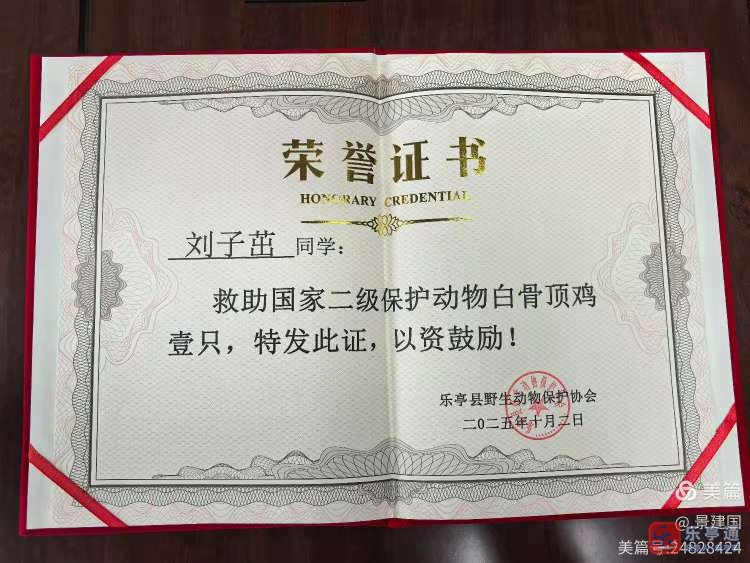 荣誉证书
HONORARY CREDENTIAL
刘子茁 同学：
救助国家二级保护动物白骨顶鸡
壹只，特发此证，以资鼓励！
乐亭县野生动物保护协会
二〇二五年十月二日
美篇
@景建国
乐亭通
美篇号:24828424